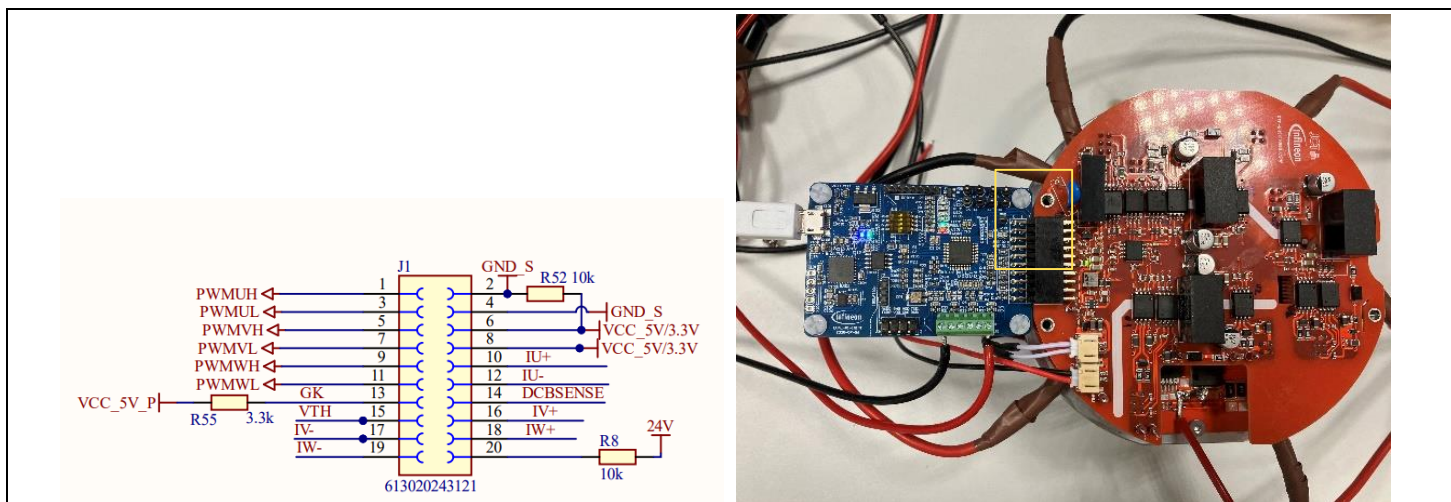 J1
GND_S
R52 10k
PWMUH
1
2
PWMUL
3
4
GND_S
PWMVH
5
6
VCC_5V/3.3V
PWMVL
7
8
VCC_5V/3.3V
PWMWH
9
10
IU+
PWMWL
11
12
IU-
VCC_5V_P
R55
3.3k
GK
13
14
DCBSENSE
VTH
15
16
IV+
IV-
17
18
IW+
IW-
19
20
R8
10k
24V
613020243121
infineon
infineon